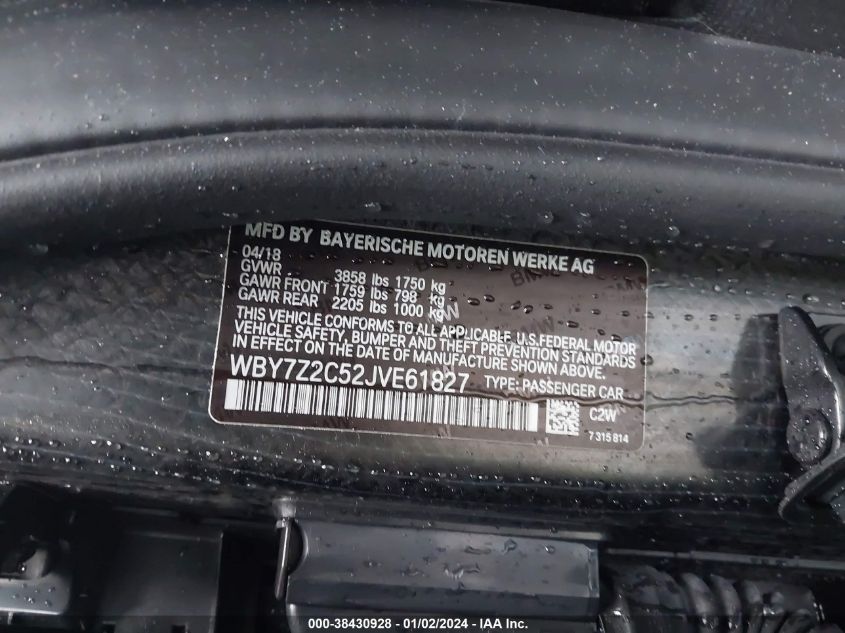 MFD BY BAYERISCHE MOTOREN WERKE AG
04/18
GVWR 3858 lbs 1750 kg
GAWR FRONT 1759 lbs 798 kg
GAWR REAR 2205 lbs 1000 kg
THIS VEHICLE CONFORMS TO ALL APPLICABLE U.S.FEDERAL MOTOR
VEHICLE SAFETY, BUMPER AND THEFT PREVENTION STANDARDS
IN EFFECT ON THE DATE OF MANUFACTURE SHOWN ABOVE.
WBY7Z2C52JVE61827 TYPE: PASSENGER CAR
C2W
7 315 814
000-38430928 - 01/02/2024 - IAA Inc.